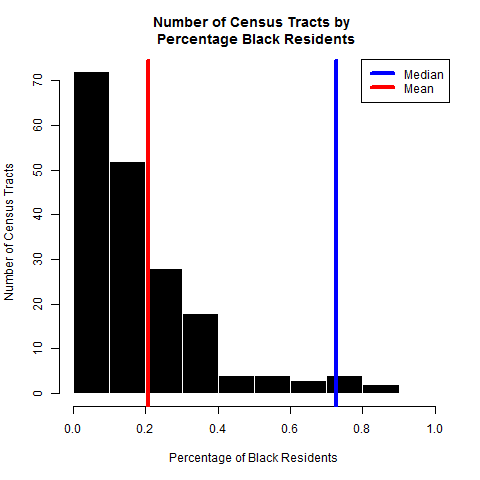 Number of Census Tracts by
Percentage Black Residents
Median
Mean
Number of Census Tracts
70
60
50
40
30
20
10
0
0.0 0.2 0.4 0.6 0.8 1.0
Percentage of Black Residents